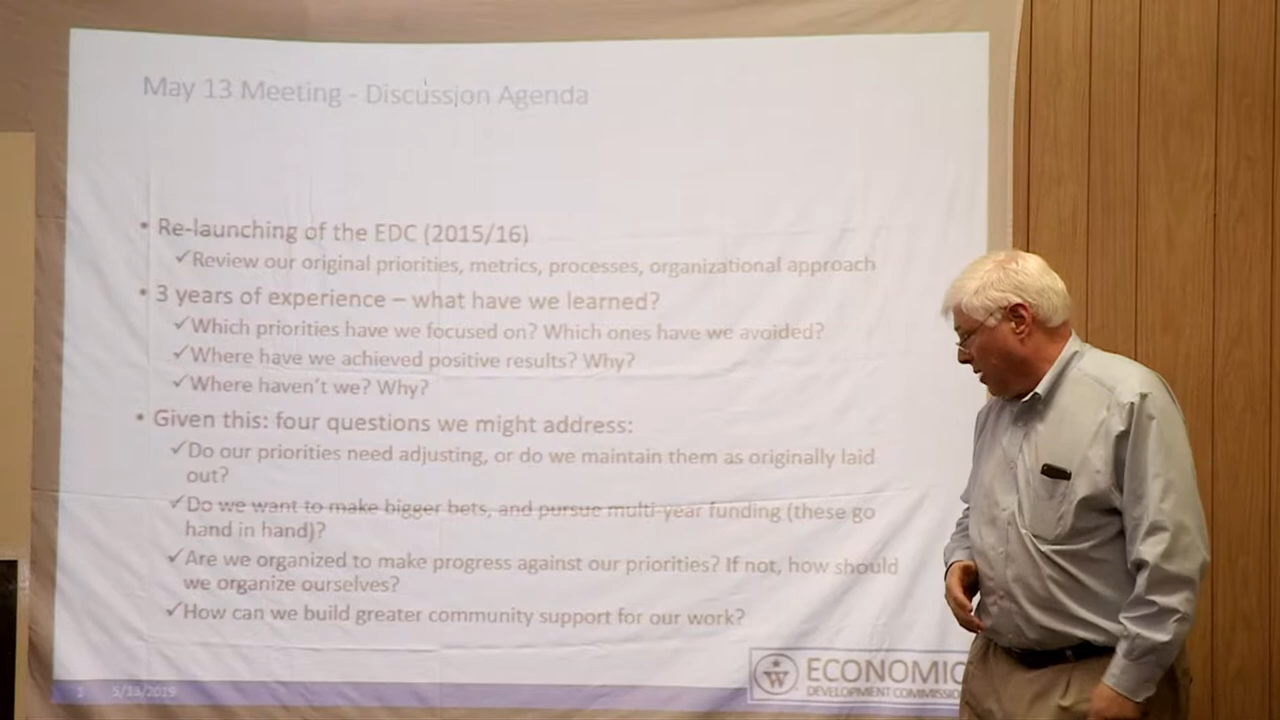 May 13 Meeting - Discussion Agenda
• Re-launching of the EDC (2015/16)
✓Review our original priorities, metrics, processes, organizational approach
• 3 years of experience – what have we learned?
✓Which priorities have we focused on? Which ones have we avoided?
✓Where have we achieved positive results? Why?
✓Where haven't we? Why?
• Given this: four questions we might address:
✓Do our priorities need adjusting, or do we maintain them as originally laid
out?
✓Do we want to make bigger bets, and pursue multi-year funding (these go
hand in hand)?
✓Are we organized to make progress against our priorities? If not, how should
we organize ourselves?
✓How can we build greater community support for our work?
1 5/13/2019
W
ECONOMIC
DEVELOPMENT COMMISSIO